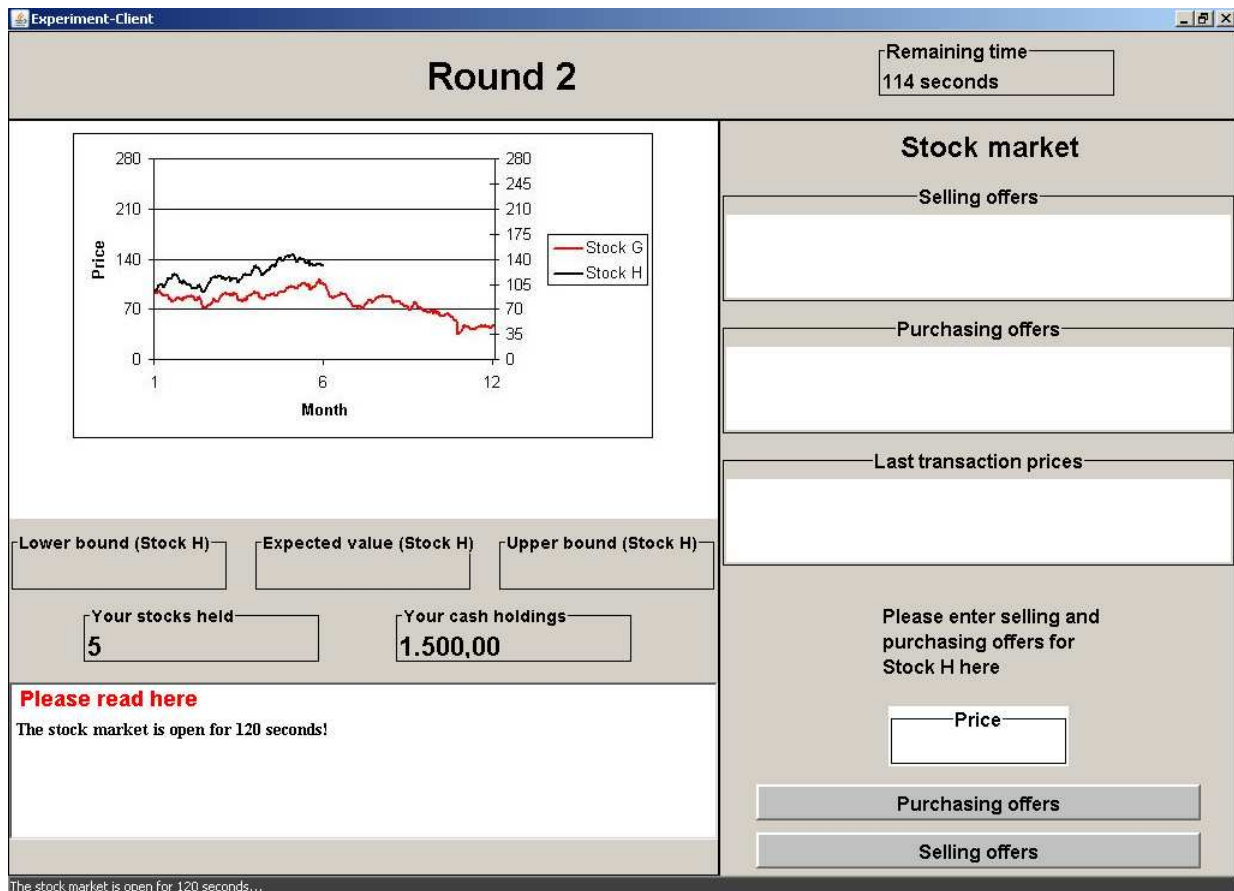 Experiment-Client
Round 2
Remaining time
114 seconds
280
210
140
70
0
Price
280
245
210
175
140
105
70
35
0
1
6
12
Month
Stock G
Stock H
Lower bound (Stock H)
Expected value (Stock H)
Upper bound (Stock H)
Your stocks held
5
Your cash holdings
1.500,00
Please read here
The stock market is open for 120 seconds!
Stock market
Selling offers
Purchasing offers
Last transaction prices
Please enter selling and
purchasing offers for
Stock H here
Price
Purchasing offers
Selling offers
The stock market is open for 120 seconds...